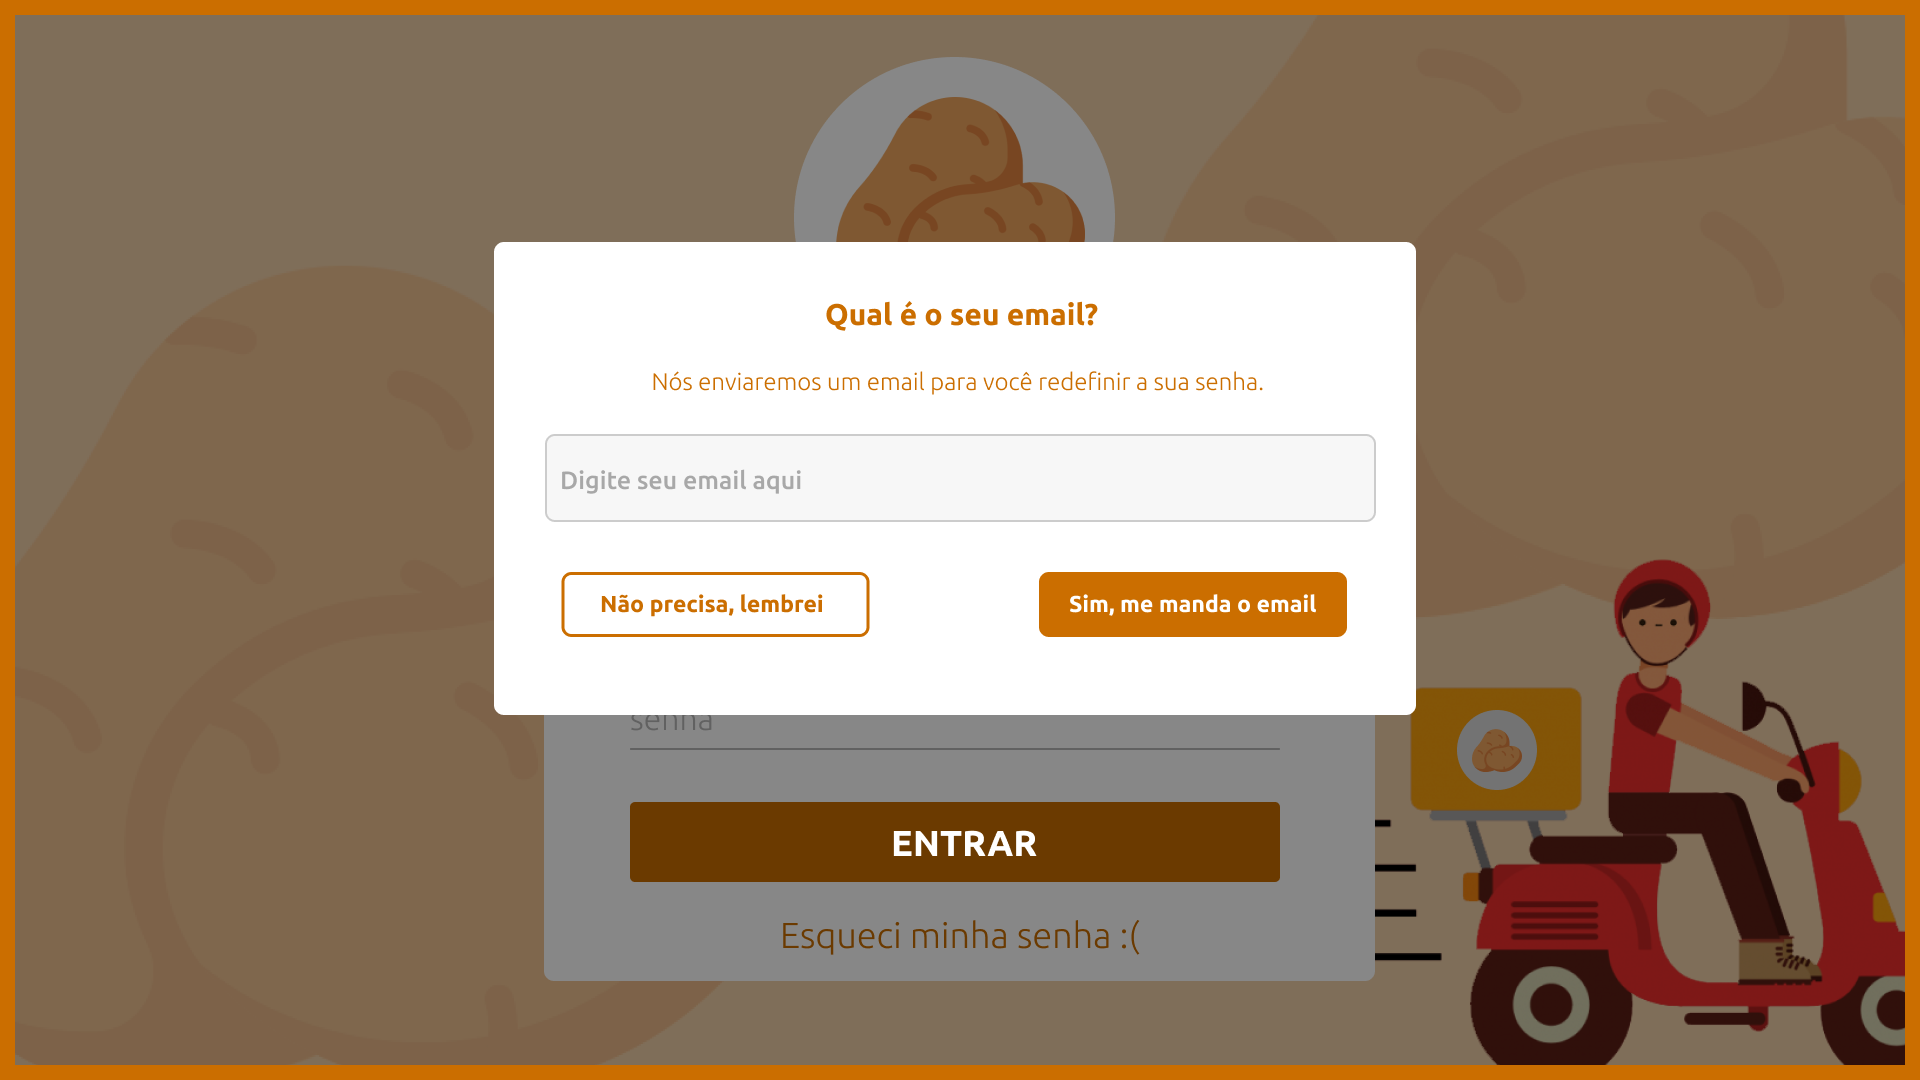 Qual é o seu email?
Nós enviaremos um email para você redefinir a sua senha.
Digite seu email aqui
Não precisa, lembrei
Sim, me manda o email
senha
ENTRAR
Esqueci minha senha :(